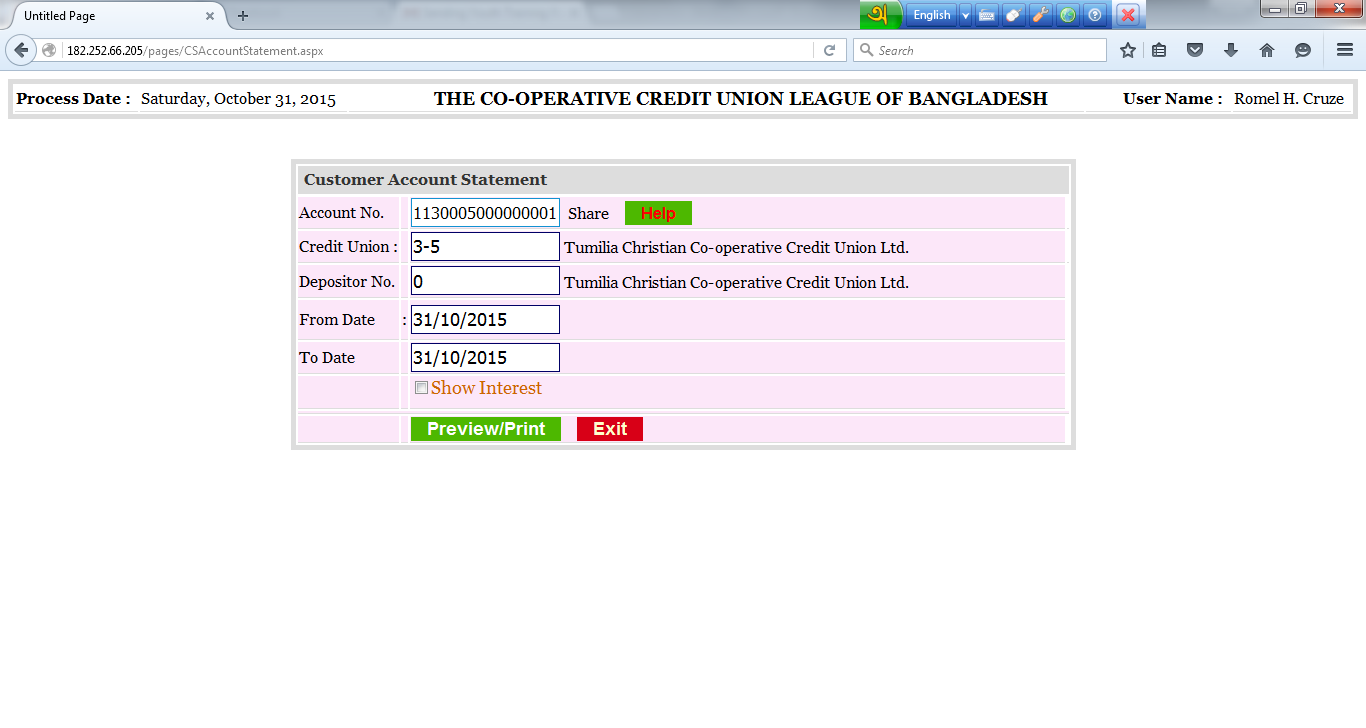 Untitled Page
অ English
182.252.66.205/pages/CSAccountStatement.aspx Search
Process Date : Saturday, October 31, 2015 THE CO-OPERATIVE CREDIT UNION LEAGUE OF BANGLADESH User Name : Romel H. Cruze
Customer Account Statement
Account No. 1130005000000001 Share Help
Credit Union : 3-5 Tumilia Christian Co-operative Credit Union Ltd.
Depositor No. 0 Tumilia Christian Co-operative Credit Union Ltd.
From Date : 31/10/2015
To Date 31/10/2015
Show Interest
Preview/Print Exit